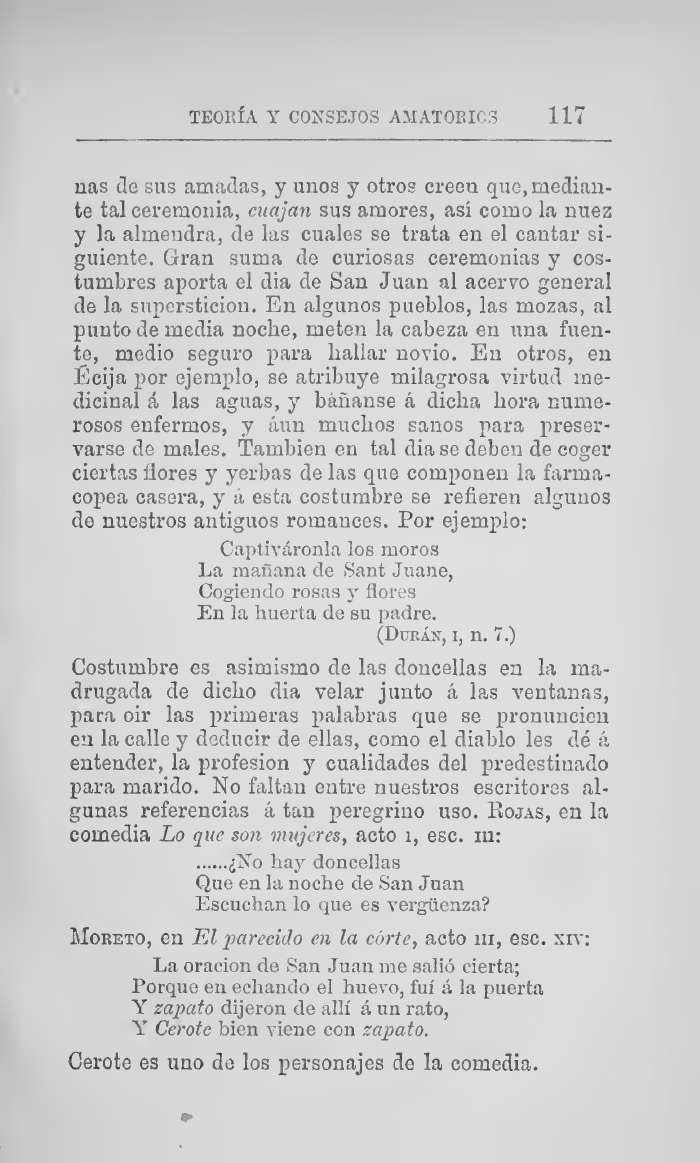 TEORÍA Y CONSEJOS AMATORIOS 117
nas de sus amadas, y unos y otros creen que, median-
te tal ceremonia, cuajan sus amores, así como la nuez
y la almendra, de las cuales se trata en el cantar si-
guiente. Gran suma de curiosas ceremonias y cos-
tumbres aporta el dia de San Juan al acervo general
de la supersticion. En algunos pueblos, las mozas, al
punto de media noche, meten la cabeza en una fuen-
te, medio seguro para hallar novio. En otros, en
Écija por ejemplo, se atribuye milagrosa virtud me-
dicinal á las aguas, y báñanse á dicha hora nume-
rosos enfermos, y áun muchos sanos para preser-
varse de males. Tambien en tal dia se deben de coger
ciertas flores y yerbas de las que componen la farma-
copea casera, y á esta costumbre se refieren algunos
de nuestros antiguos romances. Por ejemplo:
Captiváronla los moros
La mañana de Sant Juane,
Cogiendo rosas y flores
En la huerta de su padre.
(DURÁN, I, n. 7.)
Costumbre es asimismo de las doncellas en la ma-
drugada de dicho dia velar junto á las ventanas,
para oir las primeras palabras que se pronuncien
en la calle y deducir de ellas, como el diablo les dé á
entender, la profesion y cualidades del predestinado
para marido. No faltan entre nuestros escritores al-
gunas referencias á tan peregrino uso. ROJAS, en la
comedia Lo que son mujeres, acto I, esc. III:
......¿No hay doncellas
Que en la noche de San Juan
Escuchan lo que es vergüenza?
MORETO, en El parecido en la córte, acto III, esc. XIV:
La oracion de San Juan me salió cierta;
Porque en echando el huevo, fuí á la puerta
Y zapato dijeron de allí á un rato,
Y Cerote bien viene con zapato.
Cerote es uno de los personajes de la comedia.